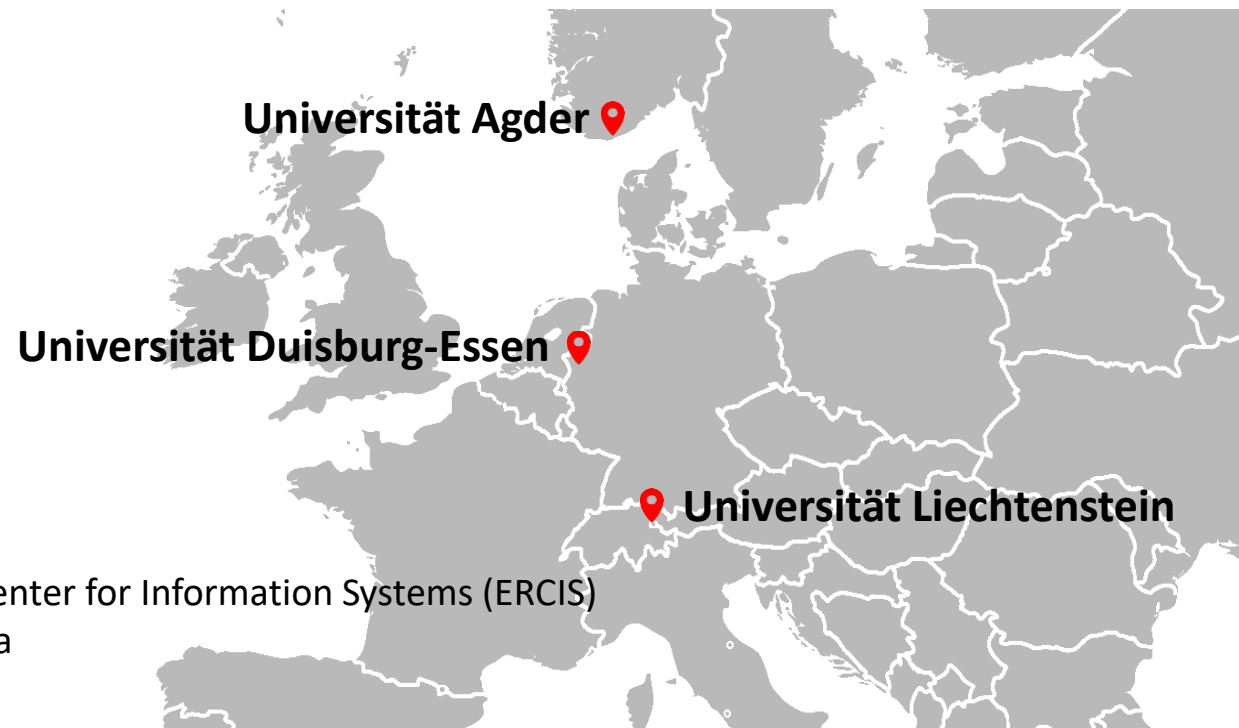 Universität Agder
Universität Duisburg-Essen
Universität Liechtenstein
enter for Information Systems (ERCIS)
a